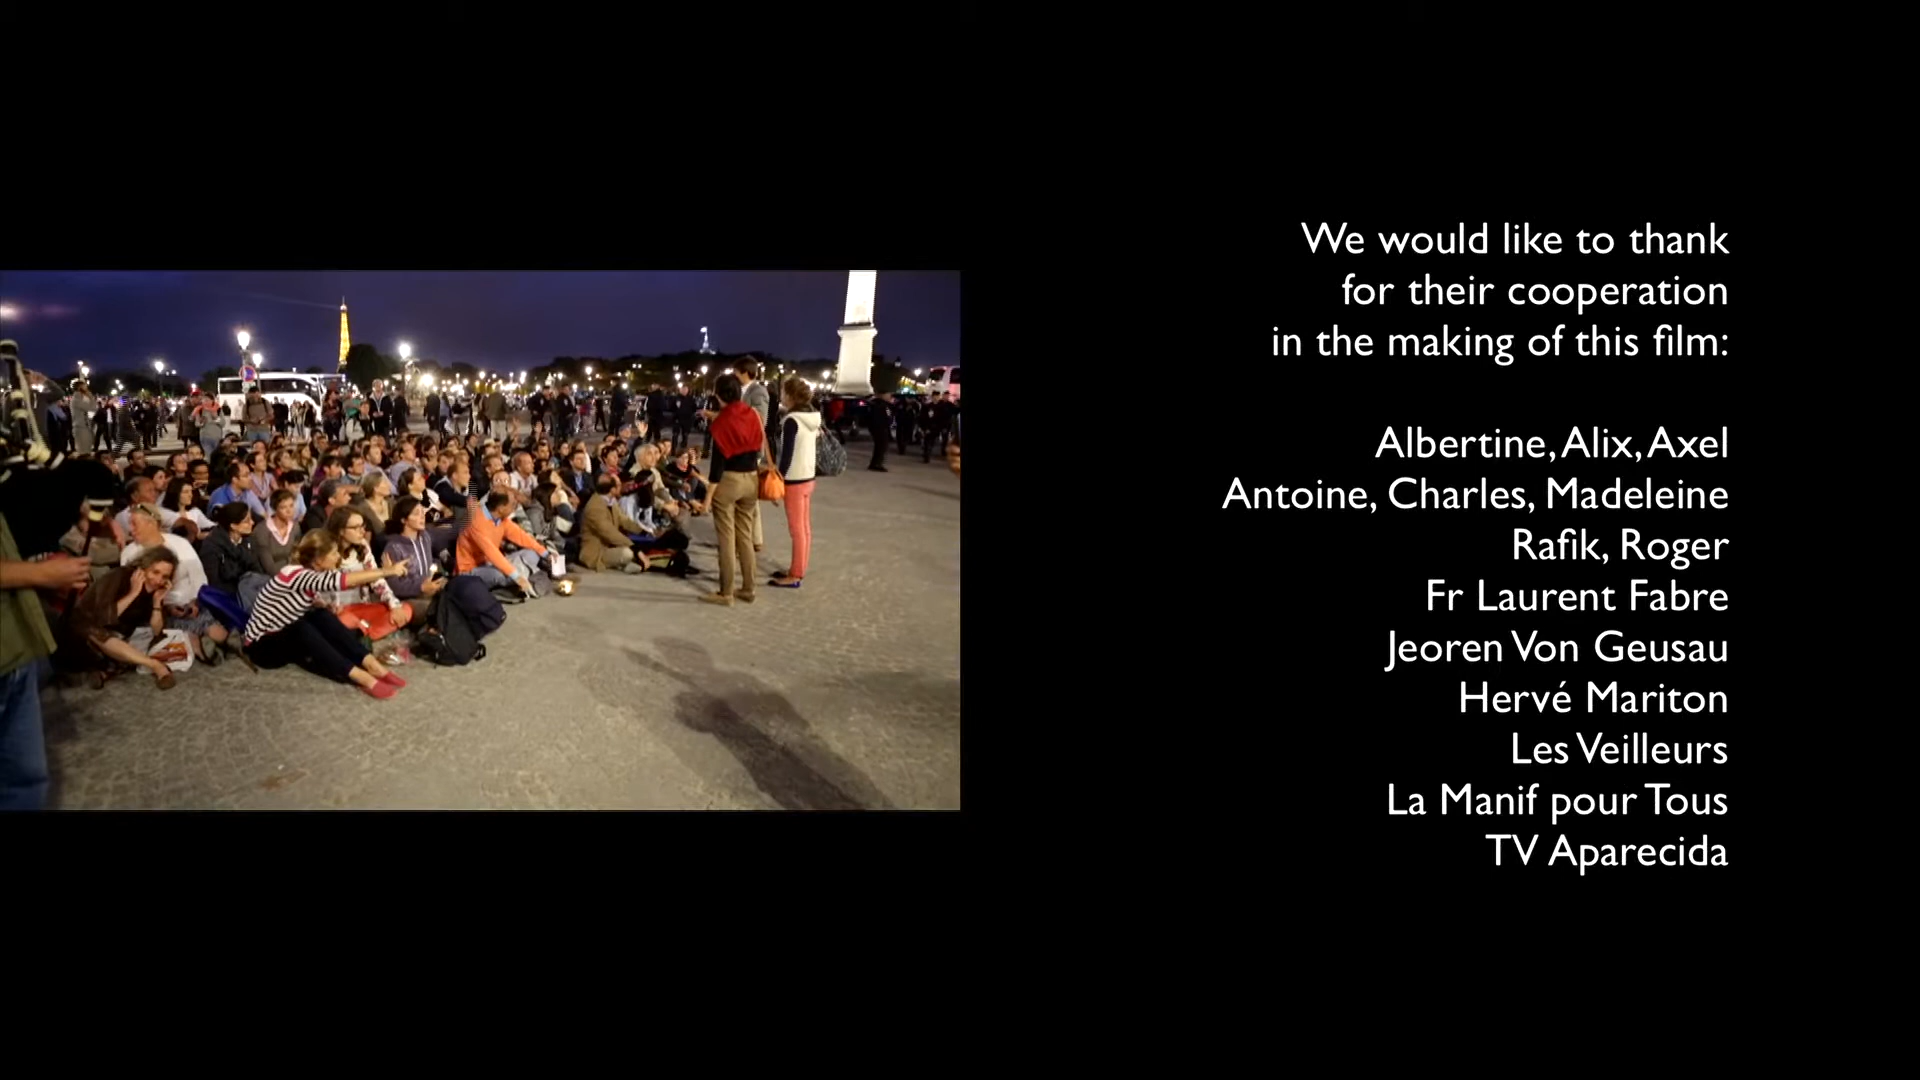 We would like to thank
for their cooperation
in the making of this film:
Albertine, Alix, Axel
Antoine, Charles, Madeleine
Rafik, Roger
Fr Laurent Fabre
Jeoren Von Geusau
Hervé Mariton
Les Veilleurs
La Manif pour Tous
TV Aparecida